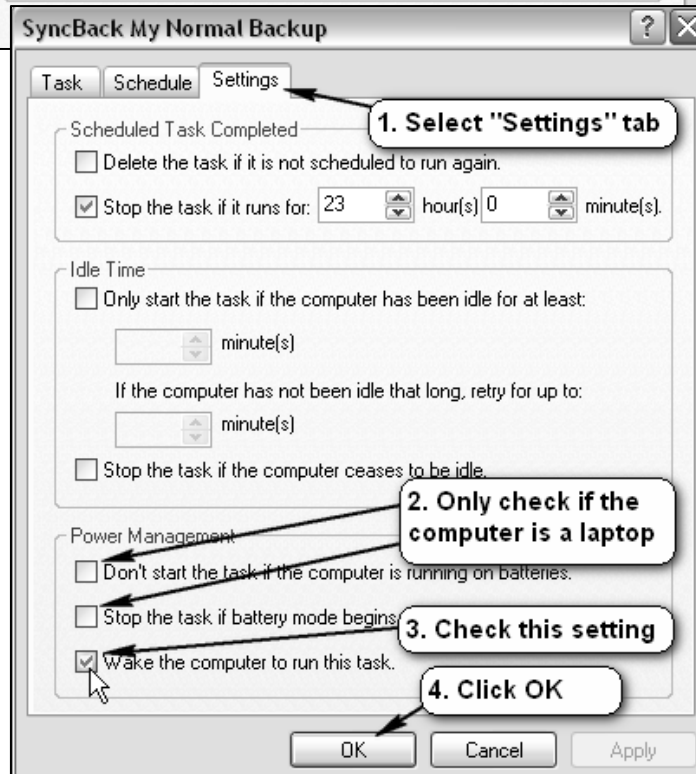 SyncBack My Normal Backup
Task Schedule Settings
1. Select "Settings" tab
Scheduled Task Completed
Delete the task if it is not scheduled to run again.
Stop the task if it runs for: 23 hour(s) 0 minute(s).
Idle Time
Only start the task if the computer has been idle for at least:
minute(s)
If the computer has not been idle that long, retry for up to:
minute(s)
Stop the task if the computer ceases to be idle.
2. Only check if the
computer is a laptop
Power Management
Don't start the task if the computer is running on batteries.
Stop the task if battery mode begins
3. Check this setting
Wake the computer to run this task.
4. Click OK
OK Cancel Apply